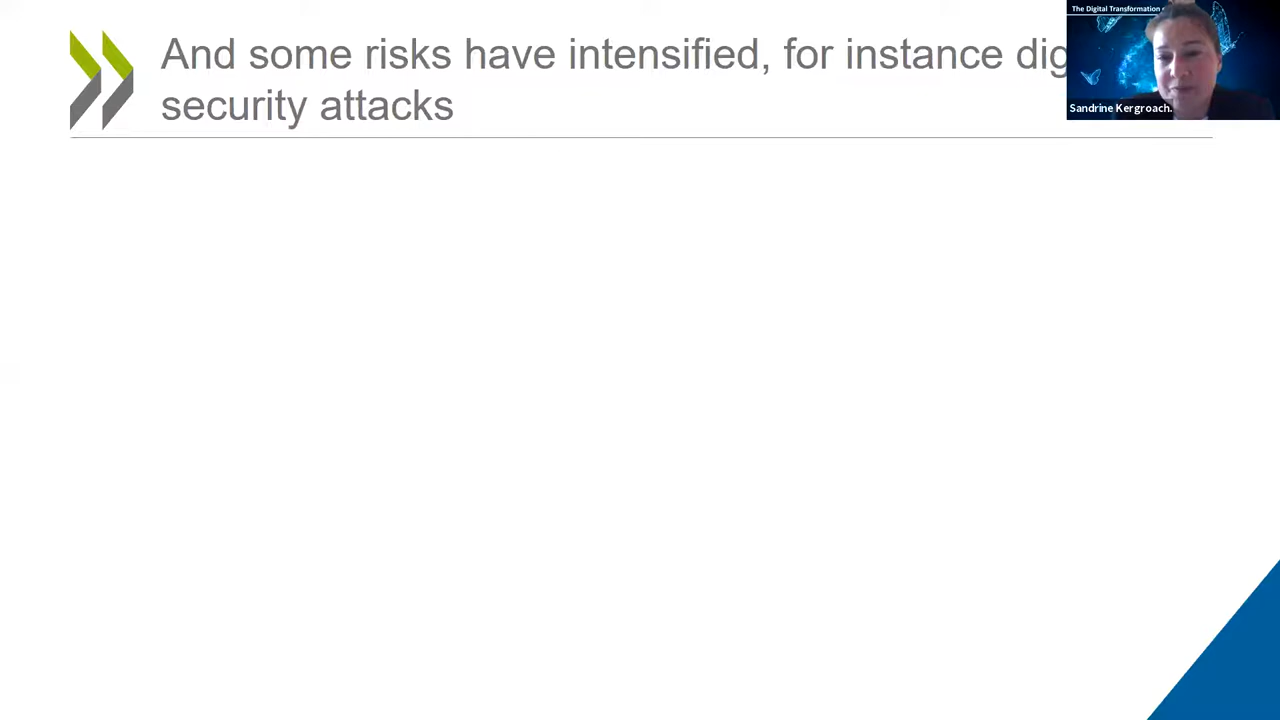 The Digital Transformation
And some risks have intensified, for instance dig
security attacks
Sandrine Kergroach.